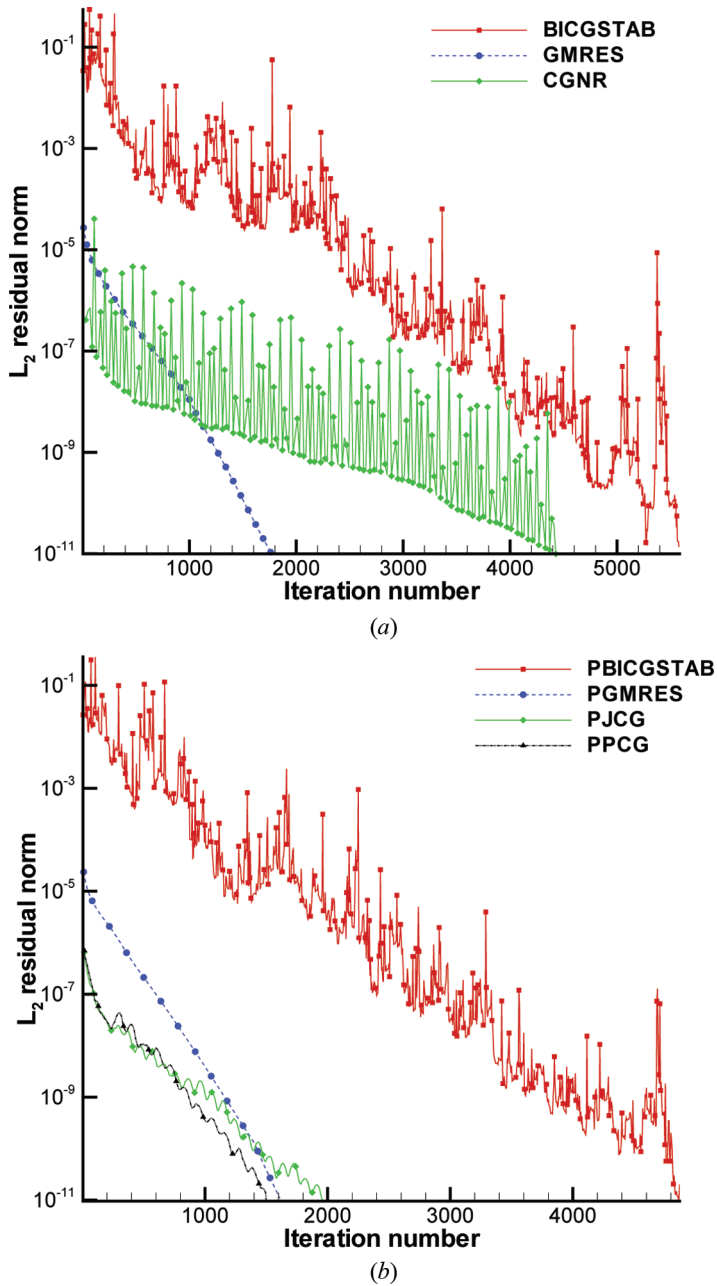 BICGSTAB
GMRES
CGNR
10^-1
10^-3
10^-5
10^-7
10^-9
10^-11
L_2 residual norm
1000 2000 3000 4000 5000
Iteration number
(a)
PBICGSTAB
PGMRES
PJCG
PPCG
10^-1
10^-3
10^-5
10^-7
10^-9
10^-11
L_2 residual norm
1000 2000 3000 4000
Iteration number
(b)